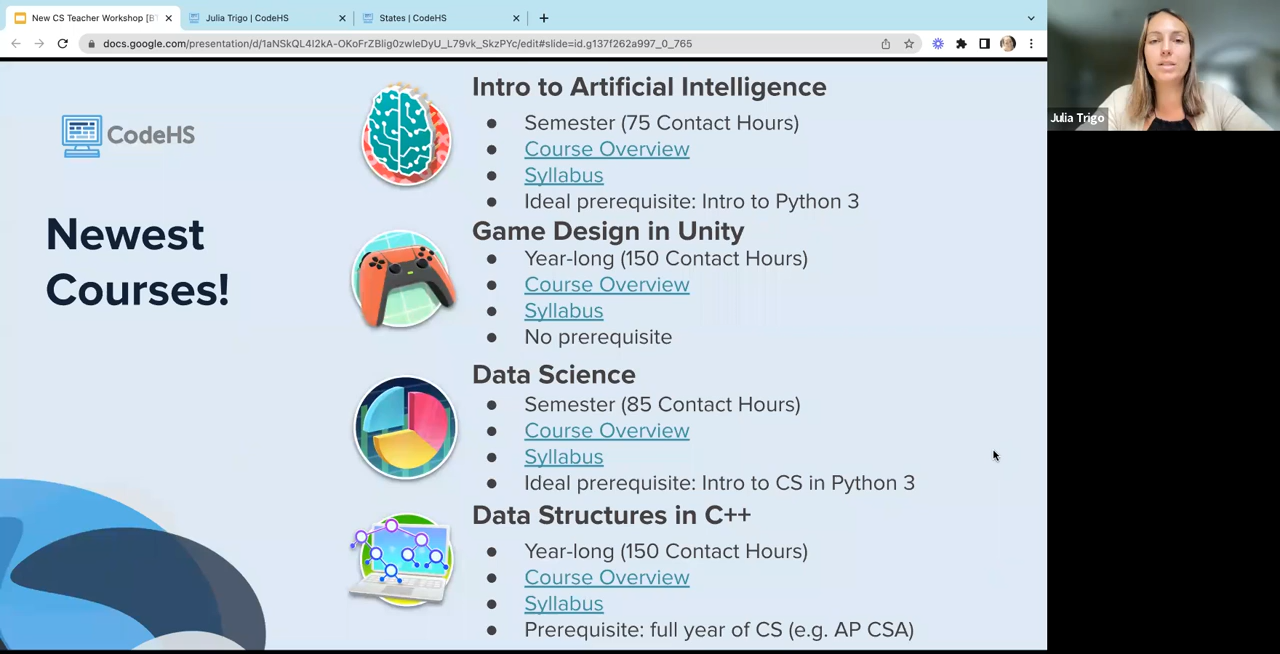 New CS Teacher Workshop [BT
Julia Trigo | CodeHS
States | CodeHS
docs.google.com/presentation/d/1aNSkQL4I2kA-OKoFrZBlig0zwleDyU_L79vk_SkzPYc/edit#slide=id.g137f262a997_0_765
CodeHS
Newest
Courses!
Intro to Artificial Intelligence
● Semester (75 Contact Hours)
● Course Overview
● Syllabus
● Ideal prerequisite: Intro to Python 3
Game Design in Unity
● Year-long (150 Contact Hours)
● Course Overview
● Syllabus
● No prerequisite
Data Science
● Semester (85 Contact Hours)
● Course Overview
● Syllabus
● Ideal prerequisite: Intro to CS in Python 3
Data Structures in C++
● Year-long (150 Contact Hours)
● Course Overview
● Syllabus
● Prerequisite: full year of CS (e.g. AP CSA)
Julia Trigo